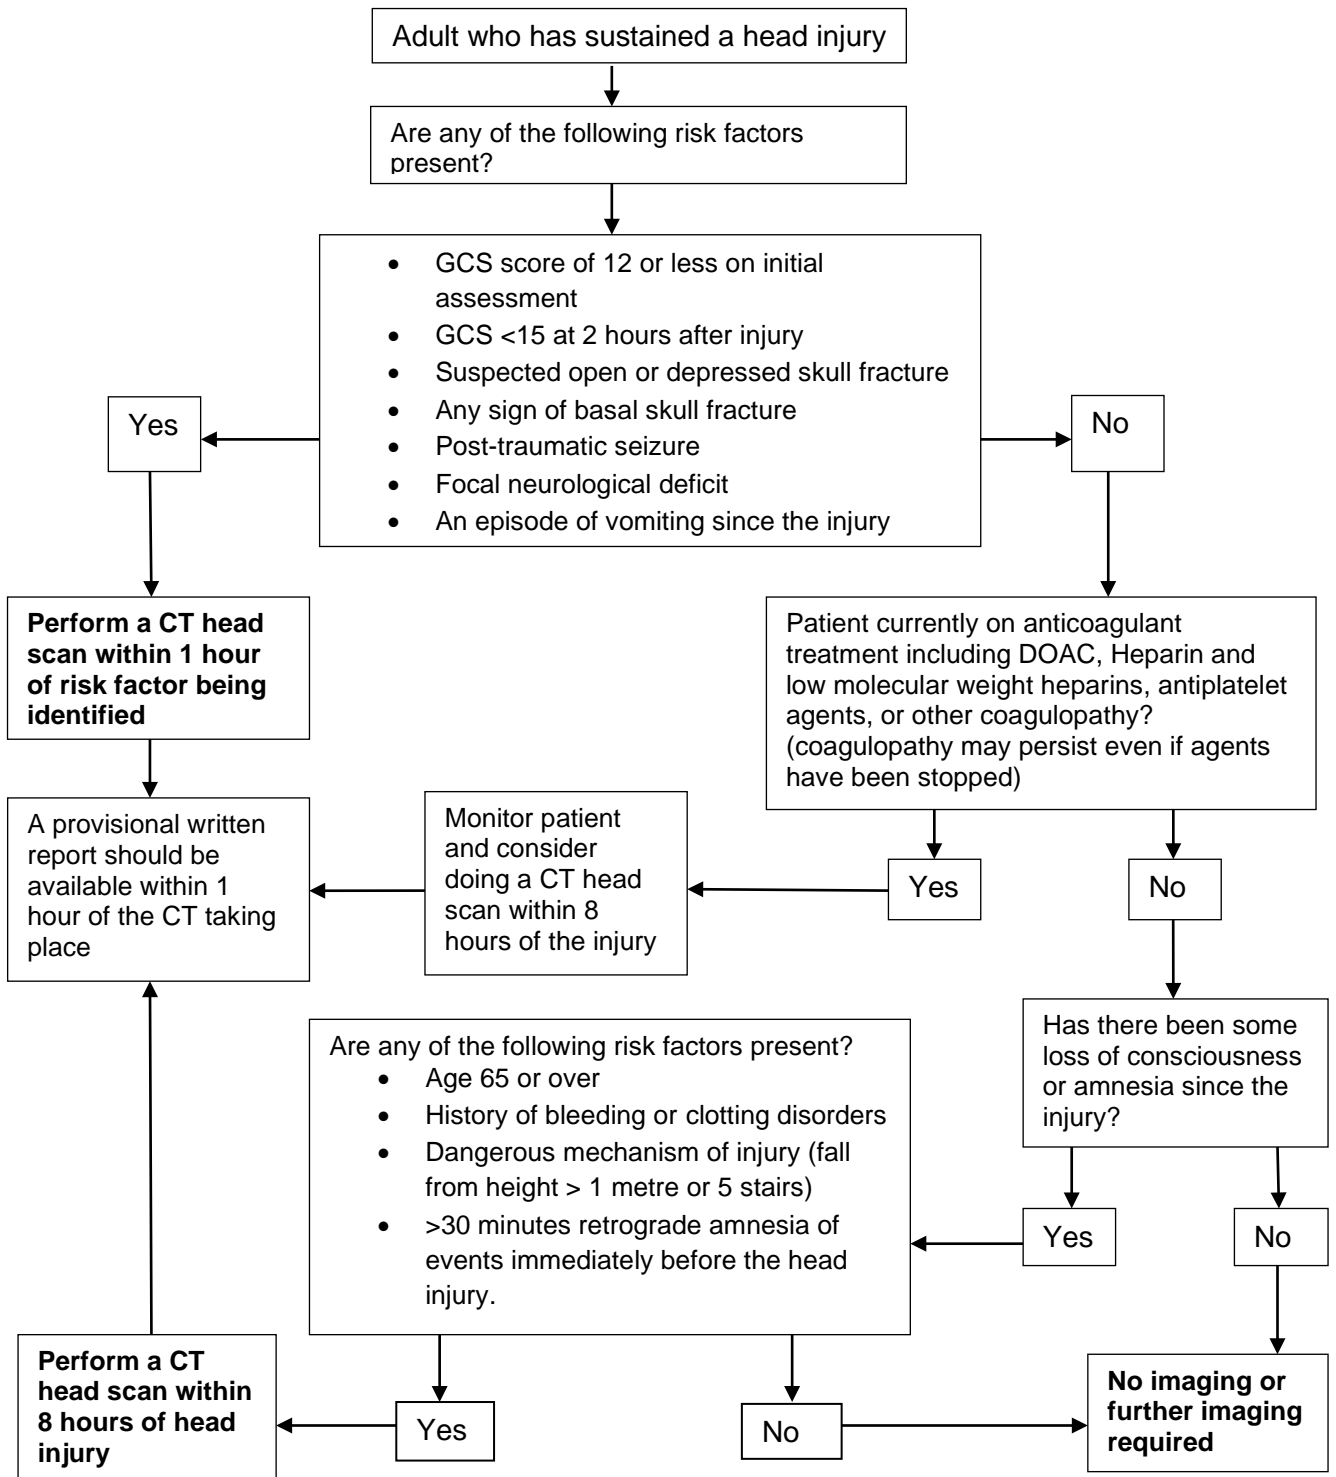 Adult who has sustained a head injury
Are any of the following risk factors
present?
• GCS score of 12 or less on initial
assessment
• GCS <15 at 2 hours after injury
• Suspected open or depressed skull fracture
• Any sign of basal skull fracture
• Post-traumatic seizure
• Focal neurological deficit
• An episode of vomiting since the injury
Yes
No
Perform a CT head
scan within 1 hour
of risk factor being
identified
Patient currently on anticoagulant
treatment including DOAC, Heparin and
low molecular weight heparins, antiplatelet
agents, or other coagulopathy?
(coagulopathy may persist even if agents
have been stopped)
A provisional written
report should be
available within 1
hour of the CT taking
place
Monitor patient
and consider
doing a CT head
scan within 8
hours of the injury
Yes
No
Has there been some
loss of consciousness
or amnesia since the
injury?
Are any of the following risk factors present?
• Age 65 or over
• History of bleeding or clotting disorders
• Dangerous mechanism of injury (fall
from height > 1 metre or 5 stairs)
• >30 minutes retrograde amnesia of
events immediately before the head
injury.
Yes
No
Perform a CT
head scan within
8 hours of head
injury
Yes
No
No imaging or
further imaging
required